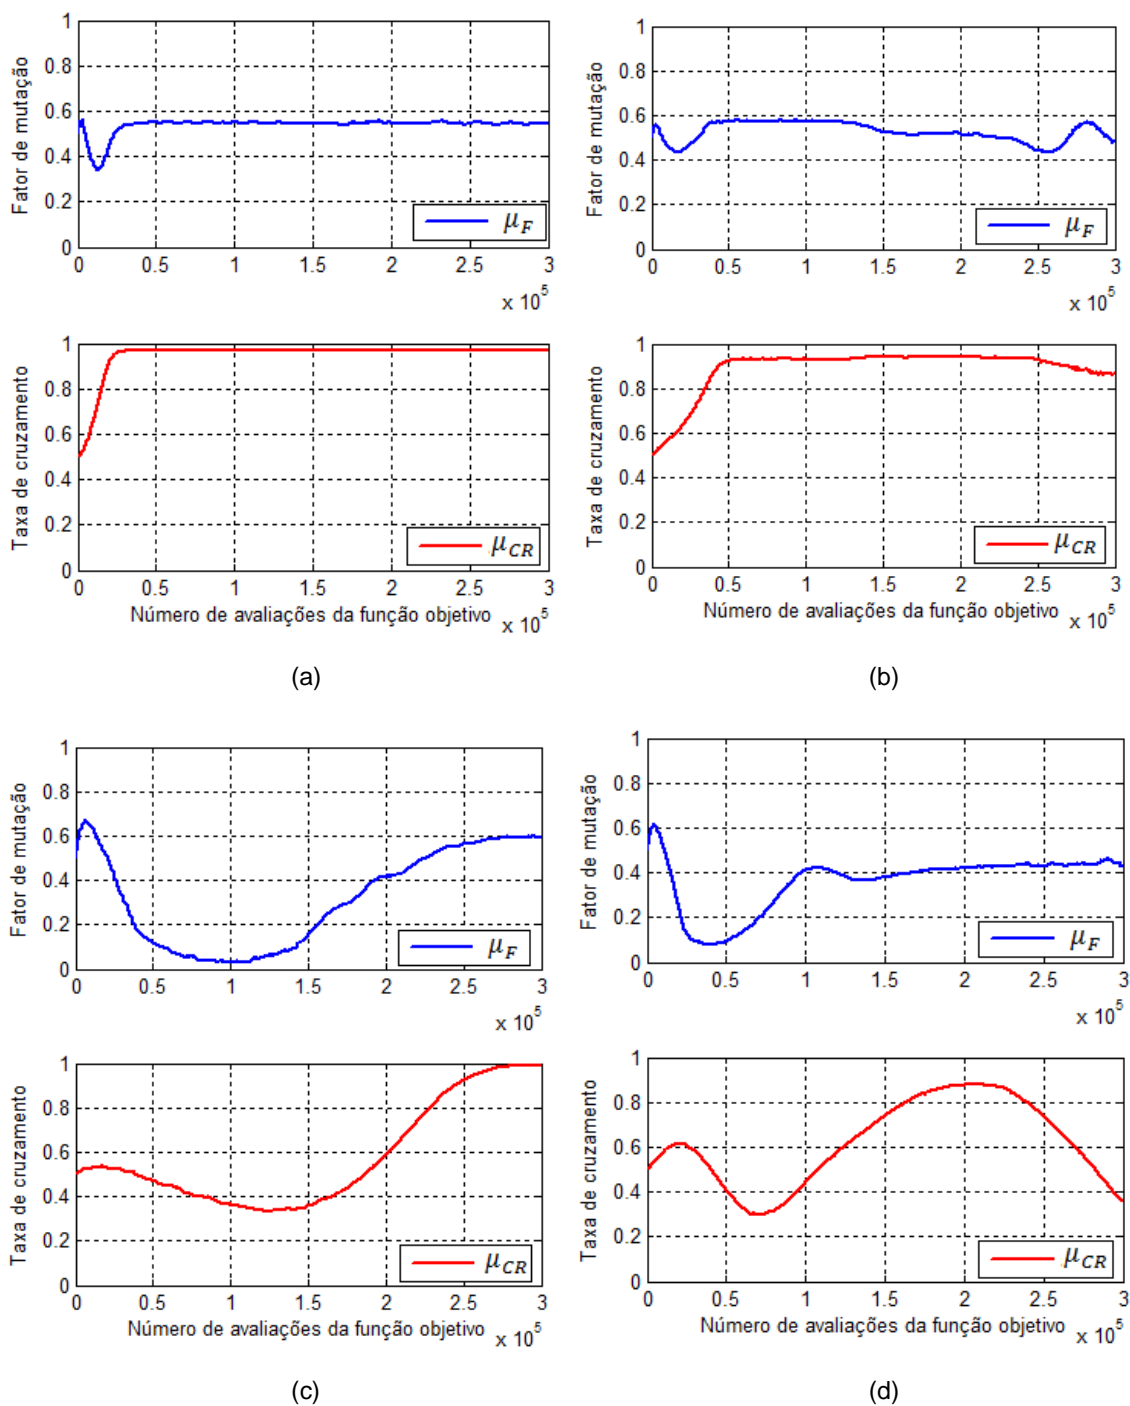 1
0.8
0.6
0.4
0.2
0
Fator de mutação
μF
0 0.5 1 1.5 2 2.5 3
x 10^5
1
0.8
0.6
0.4
0.2
0
Taxa de cruzamento
μCR
0 0.5 1 1.5 2 2.5 3
Número de avaliações da função objetivo x 10^5
(a)
1
0.8
0.6
0.4
0.2
0
Fator de mutação
μF
0 0.5 1 1.5 2 2.5 3
x 10^5
1
0.8
0.6
0.4
0.2
0
Taxa de cruzamento
μCR
0 0.5 1 1.5 2 2.5 3
Número de avaliações da função objetivo x 10^5
(b)
1
0.8
0.6
0.4
0.2
0
Fator de mutação
μF
0 0.5 1 1.5 2 2.5 3
x 10^5
1
0.8
0.6
0.4
0.2
0
Taxa de cruzamento
μCR
0 0.5 1 1.5 2 2.5 3
Número de avaliações da função objetivo x 10^5
(c)
1
0.8
0.6
0.4
0.2
0
Fator de mutação
μF
0 0.5 1 1.5 2 2.5 3
x 10^5
1
0.8
0.6
0.4
0.2
0
Taxa de cruzamento
μCR
0 0.5 1 1.5 2 2.5 3
Número de avaliações da função objetivo x 10^5
(d)